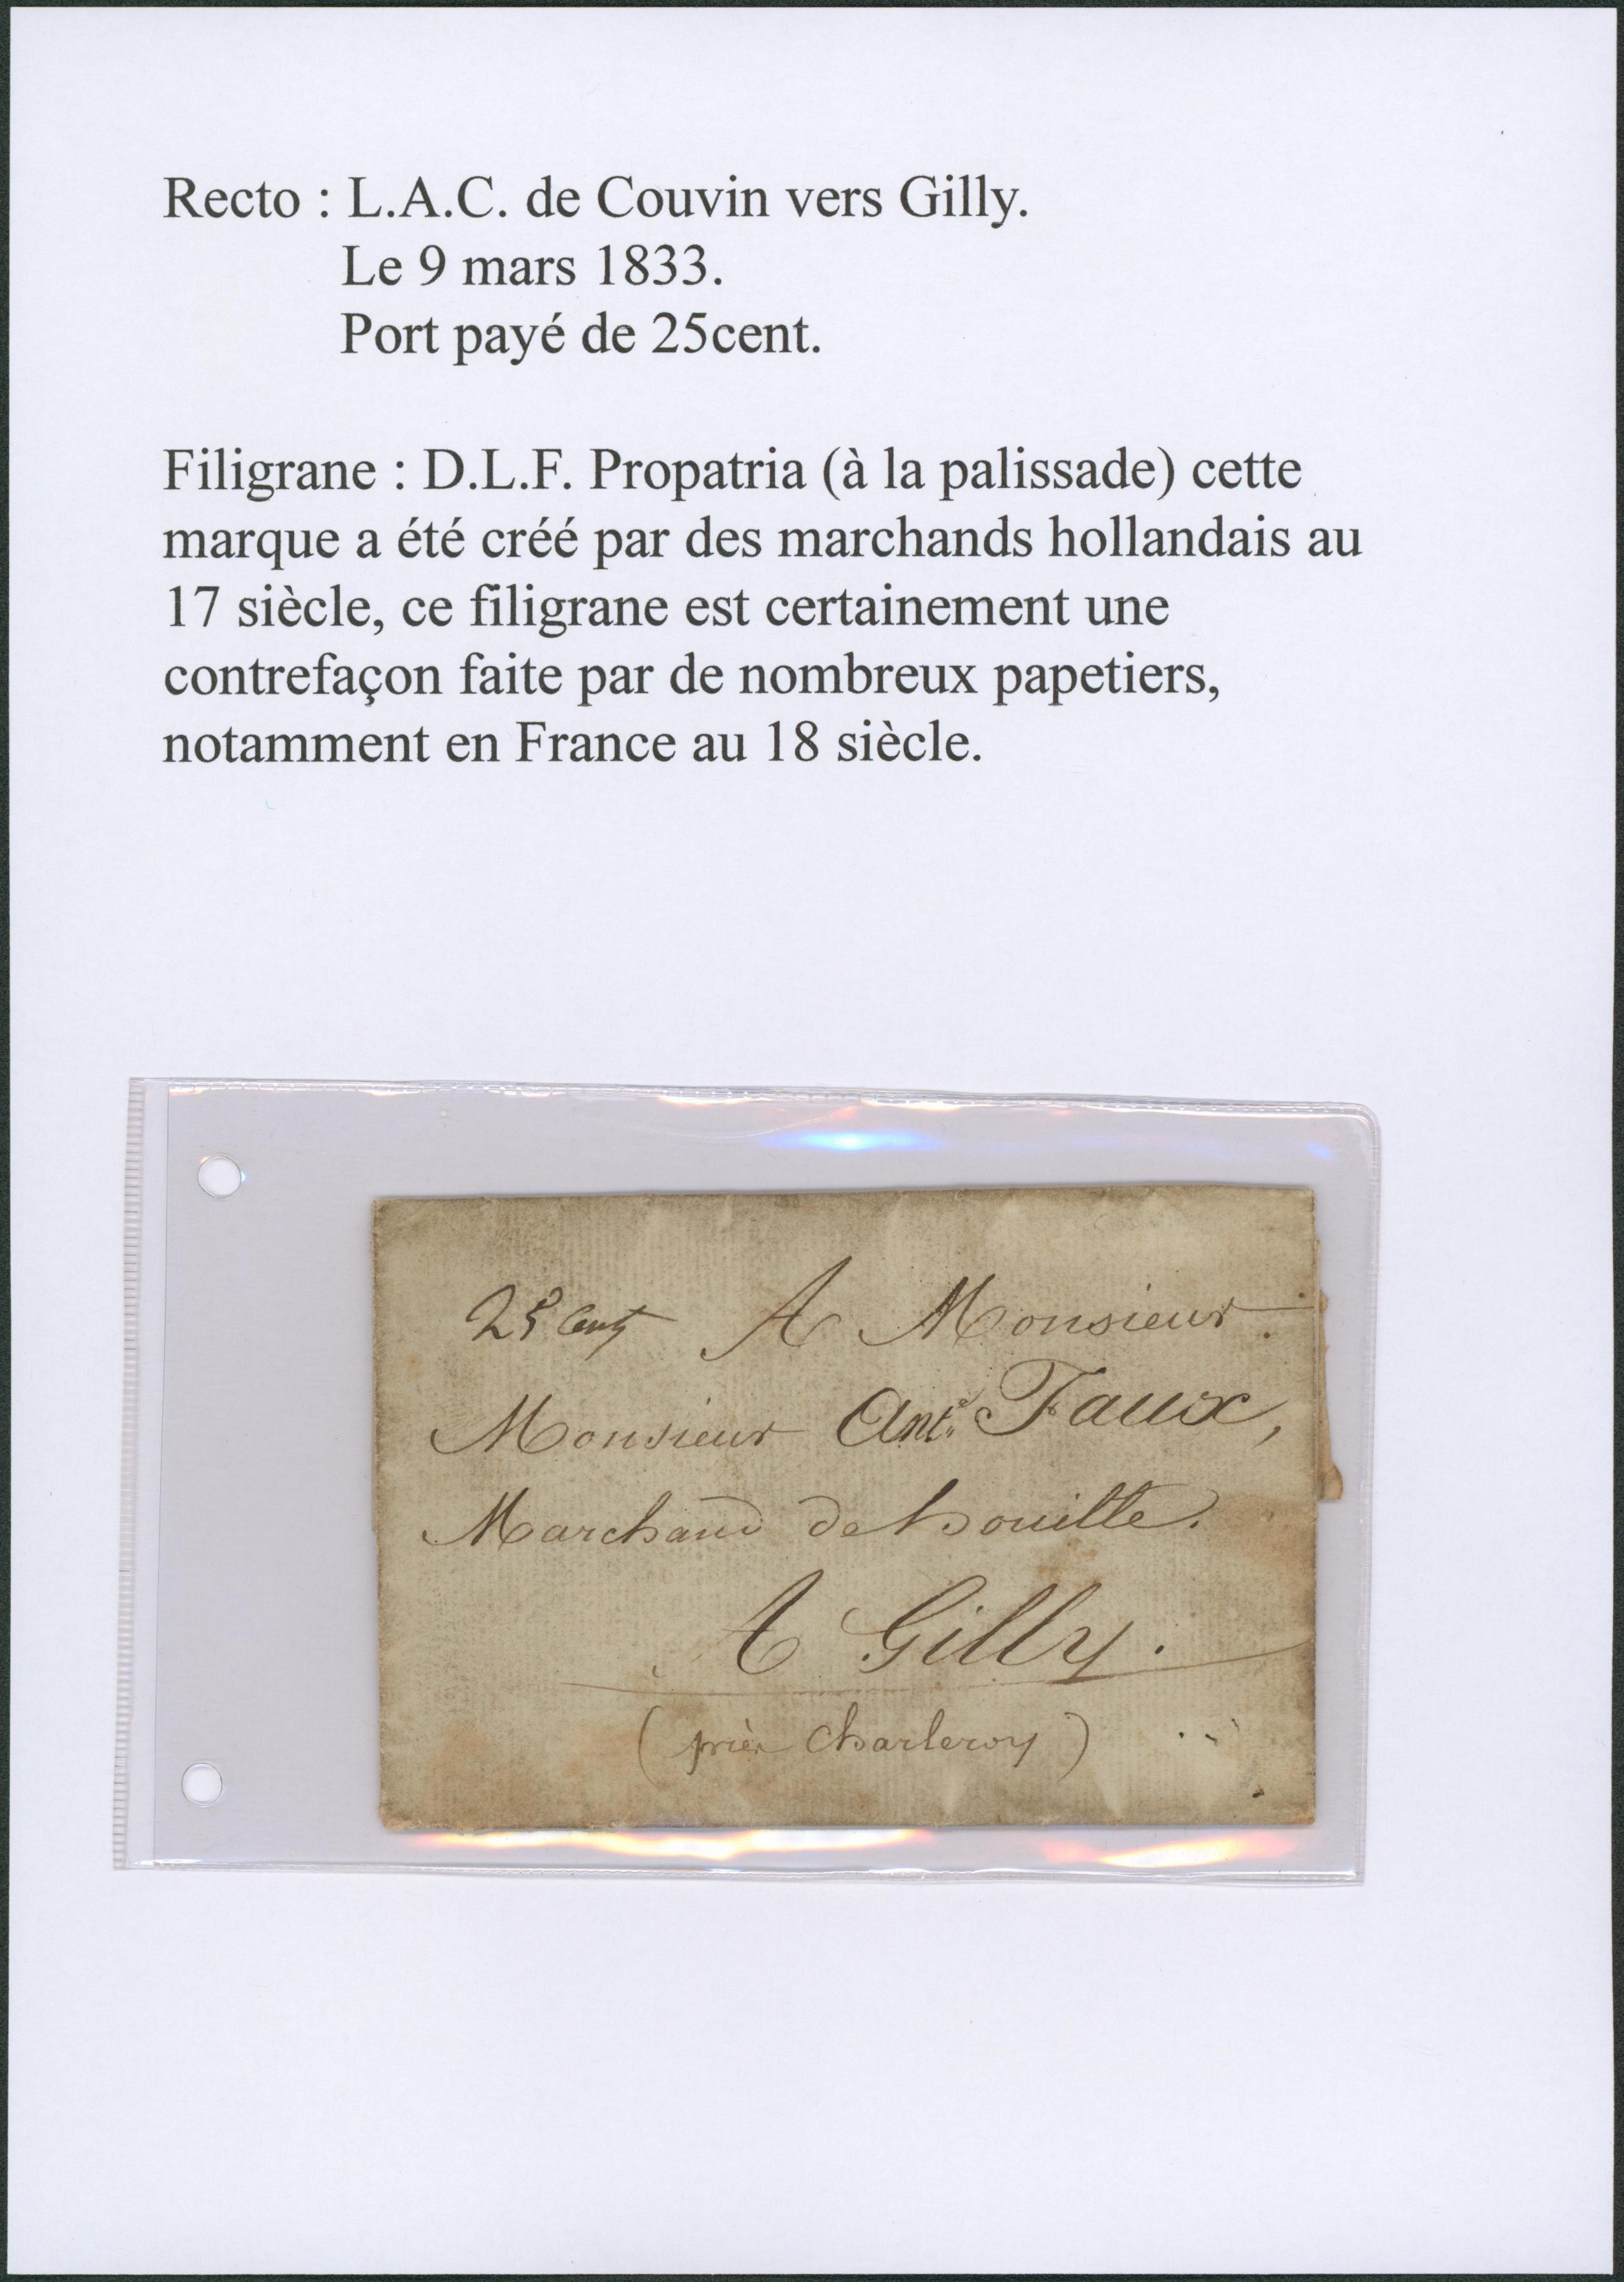 Recto : L.A.C. de Couvin vers Gilly.
Le 9 mars 1833.
Port payé de 25cent.
Filigrane : D.L.F. Propatria (à la palissade) cette
marque a été créé par des marchands hollandais au
17 siècle, ce filigrane est certainement une
contrefaçon faite par de nombreux papetiers,
notamment en France au 18 siècle.
25 Cent A Monsieur.
Monsieur Ant.e Faux,
Marchand de houille.
A Gilly.
(près Charleroy)